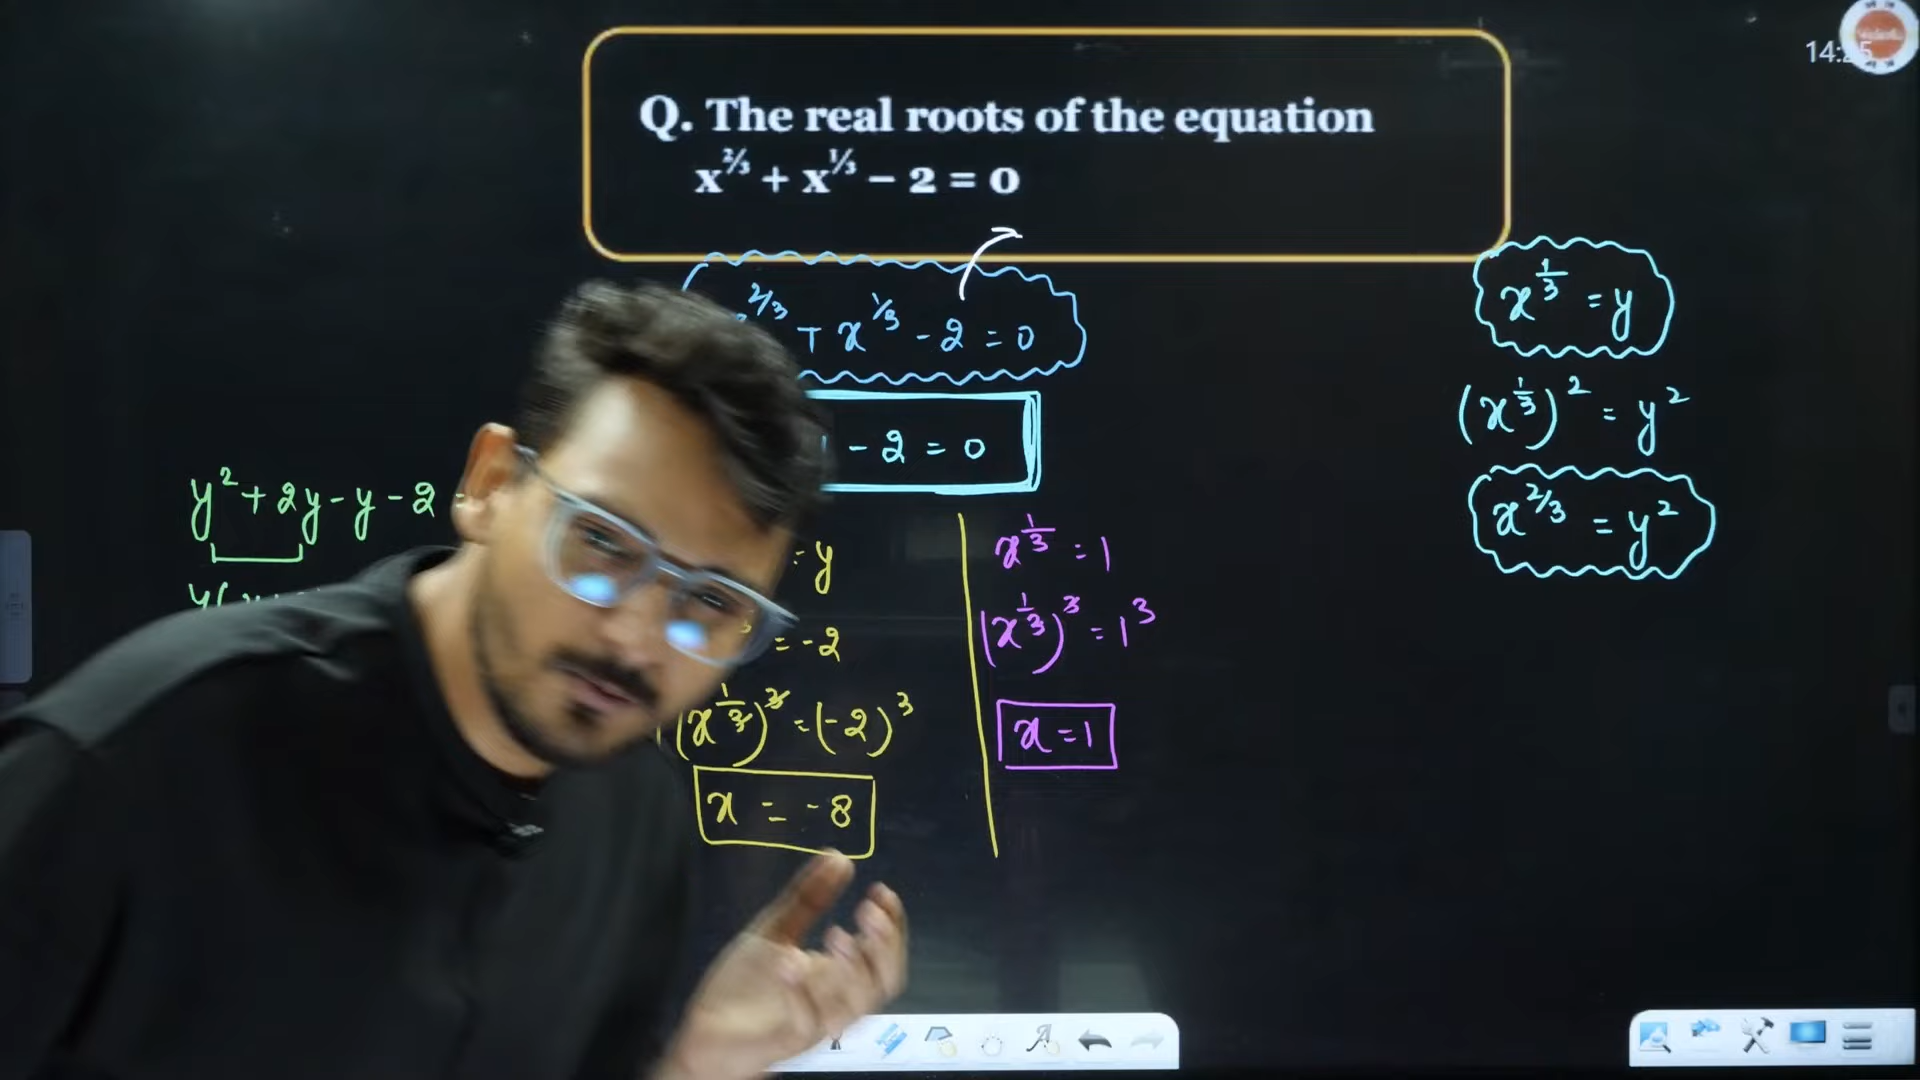 Q. The real roots of the equation
x^2/3 + x^1/3 – 2 = 0
2/3 + x^1/3 - 2 = 0
- 2 = 0
y^2 + 2y - y - 2
= y
= -2
(x^1/3)^3 = (-2)^3
x = -8
x^1/3 = 1
(x^1/3)^3 = 1^3
x = 1
x^1/3 = y
(x^1/3)^2 = y^2
x^2/3 = y^2